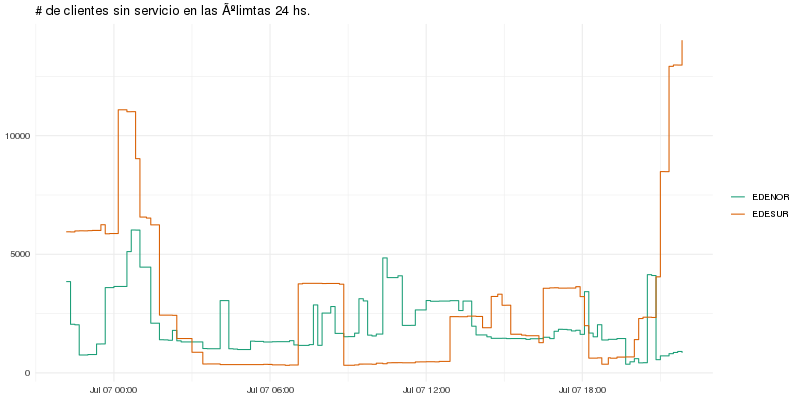 # de clientes sin servicio en las Ãºlimtas 24 hs.
10000
5000
0
Jul 07 00:00
Jul 07 06:00
Jul 07 12:00
Jul 07 18:00
EDENOR
EDESUR